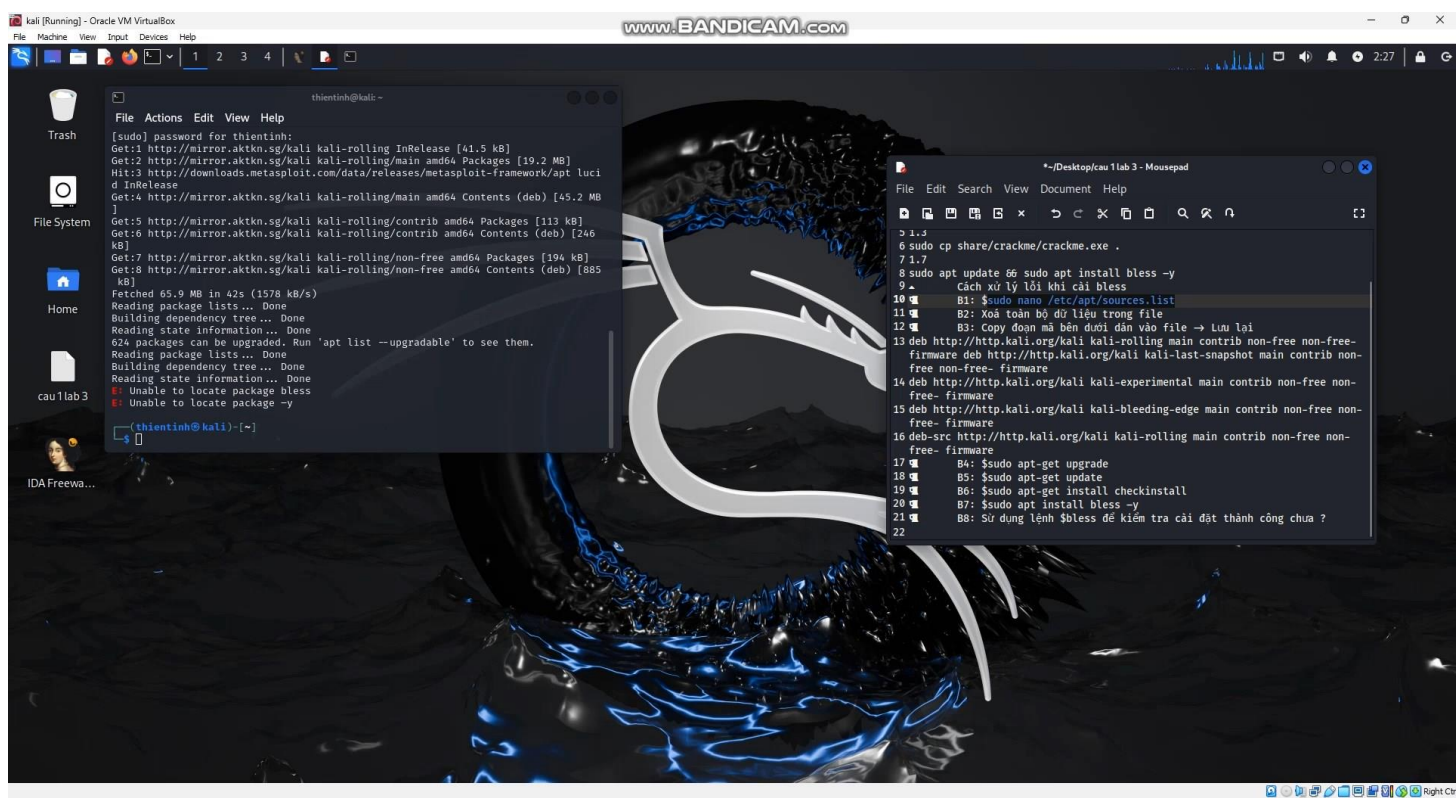 kali [Running] - Oracle VM VirtualBox
WWW.BANDICAM.COM
File Machine View Input Devices Help
1 2 3 4
2:27
Trash
File System
Home
cau 1 lab 3
IDA Freewa...
thientinh@kali: ~
File Actions Edit View Help
[sudo] password for thientinh:
Get:1 http://mirror.aktkn.sg/kali kali-rolling InRelease [41.5 kB]
Get:2 http://mirror.aktkn.sg/kali kali-rolling/main amd64 Packages [19.2 MB]
Hit:3 http://downloads.metasploit.com/data/releases/metasploit-framework/apt luci
d InRelease
Get:4 http://mirror.aktkn.sg/kali kali-rolling/main amd64 Contents (deb) [45.2 MB
]
Get:5 http://mirror.aktkn.sg/kali kali-rolling/contrib amd64 Packages [113 kB]
Get:6 http://mirror.aktkn.sg/kali kali-rolling/contrib amd64 Contents (deb) [246
kB]
Get:7 http://mirror.aktkn.sg/kali kali-rolling/non-free amd64 Packages [194 kB]
Get:8 http://mirror.aktkn.sg/kali kali-rolling/non-free amd64 Contents (deb) [885
kB]
Fetched 65.9 MB in 42s (1578 kB/s)
Reading package lists... Done
Building dependency tree... Done
Reading state information... Done
624 packages can be upgraded. Run 'apt list --upgradable' to see them.
Reading package lists... Done
Building dependency tree... Done
Reading state information... Done
E: Unable to locate package bless
E: Unable to locate package –y
(thientinh㉿kali)-[~]
$
*~/Desktop/cau 1 lab 3 - Mousepad
File Edit Search View Document Help
5 1.3
6 sudo cp share/crackme/crackme.exe .
7 1.7
8 sudo apt update && sudo apt install bless –y
9 Cách xử lý lỗi khi cài bless
10 B1: $sudo nano /etc/apt/sources.list
11 B2: Xoá toàn bộ dữ liệu trong file
12 B3: Copy đoạn mã bên dưới dán vào file → Lưu lại
13 deb http://http.kali.org/kali kali-rolling main contrib non-free non-free-
firmware deb http://http.kali.org/kali kali-last-snapshot main contrib non-
free non-free- firmware
14 deb http://http.kali.org/kali kali-experimental main contrib non-free non-
free- firmware
15 deb http://http.kali.org/kali kali-bleeding-edge main contrib non-free non-
free- firmware
16 deb-src http://http.kali.org/kali kali-rolling main contrib non-free non-
free- firmware
17 B4: $sudo apt-get upgrade
18 B5: $sudo apt-get update
19 B6: $sudo apt-get install checkinstall
20 B7: $sudo apt install bless –y
21 B8: Sử dụng lệnh $bless để kiểm tra cài đặt thành công chưa ?
22
Right Ctr